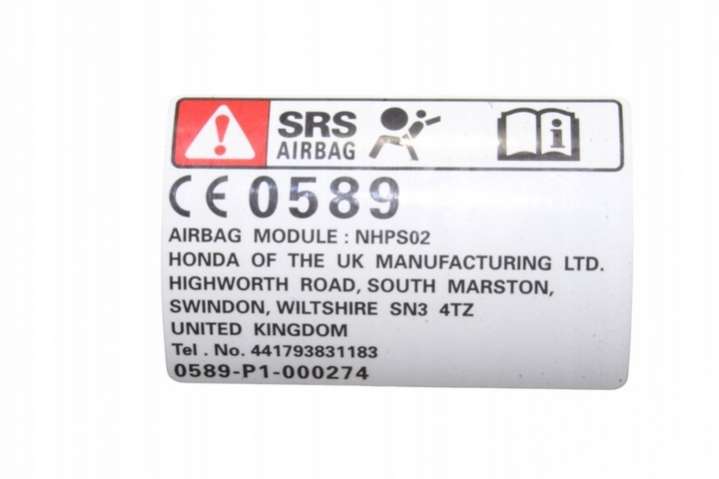 SRS
AIRBAG
CE 0589
AIRBAG MODULE : NHPS02
HONDA OF THE UK MANUFACTURING LTD.
HIGHWORTH ROAD, SOUTH MARSTON,
SWINDON, WILTSHIRE SN3 4TZ
UNITED KINGDOM
Tel . No. 441793831183
0589-P1-000274